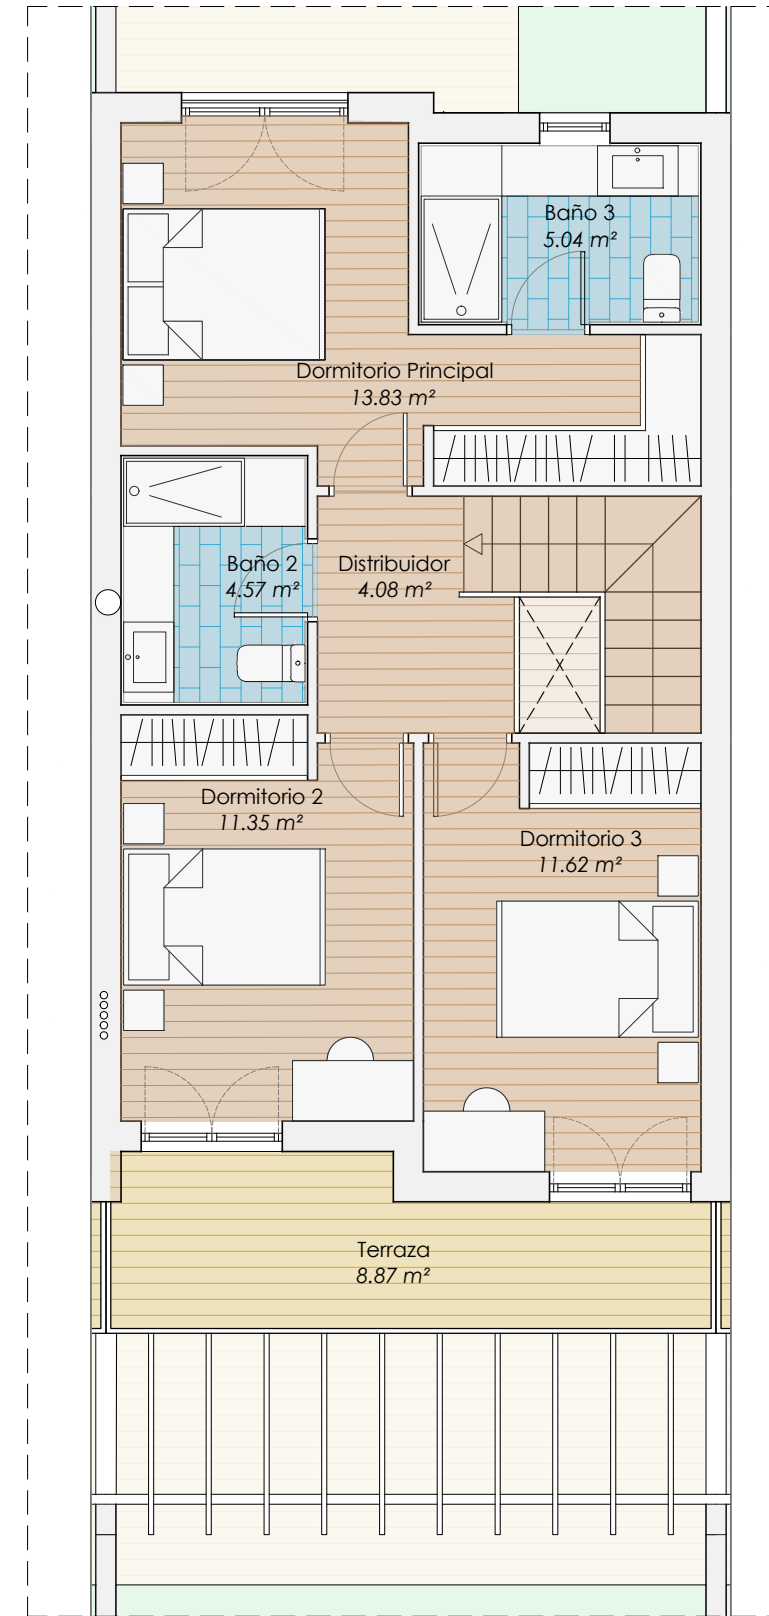 Baño 3
5.04 m²
Dormitorio Principal
13.83 m²
Baño 2
4.57 m²
Distribuidor
4.08 m²
Dormitorio 2
11.35 m²
Dormitorio 3
11.62 m²
Terraza
8.87 m²